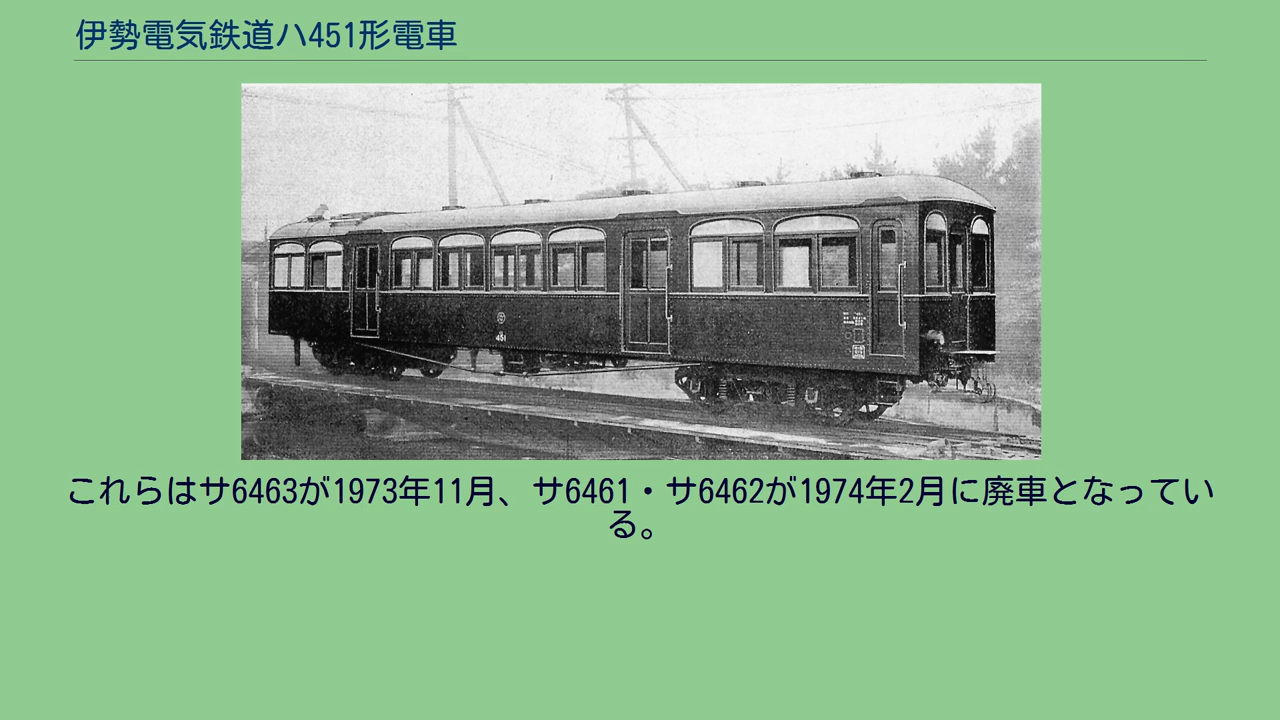 伊勢電気鉄道ハ451形電車
451
これらはサ6463が1973年11月、サ6461・サ6462が1974年2月に廃車となってい
る。